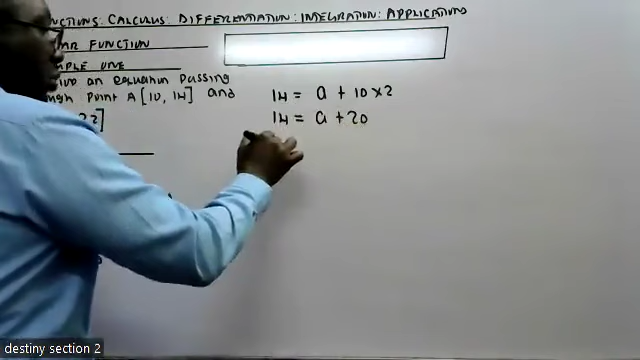 CALCULUS: DIFFERENTIATION: INTEGRATION: APPLICATIONS
FUNCTION
an equation passing
point A [10, 14] and
14 = a + 10 x 2
14 = a + 20
destiny section 2